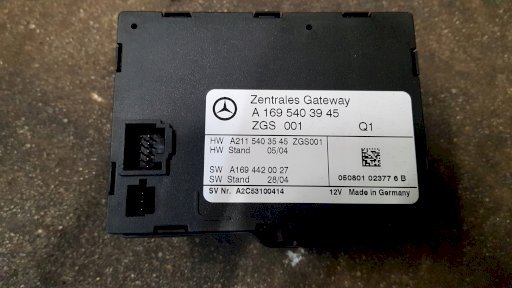 Zentrales Gateway
A 169 540 39 45
ZGS 001 Q1
HW A211 540 35 45 ZGS001
HW Stand 05/04
SW A169 442 00 27
SW Stand 28/04
050801 02377 6 B
SV Nr. A2C53100414 12V Made in Germany